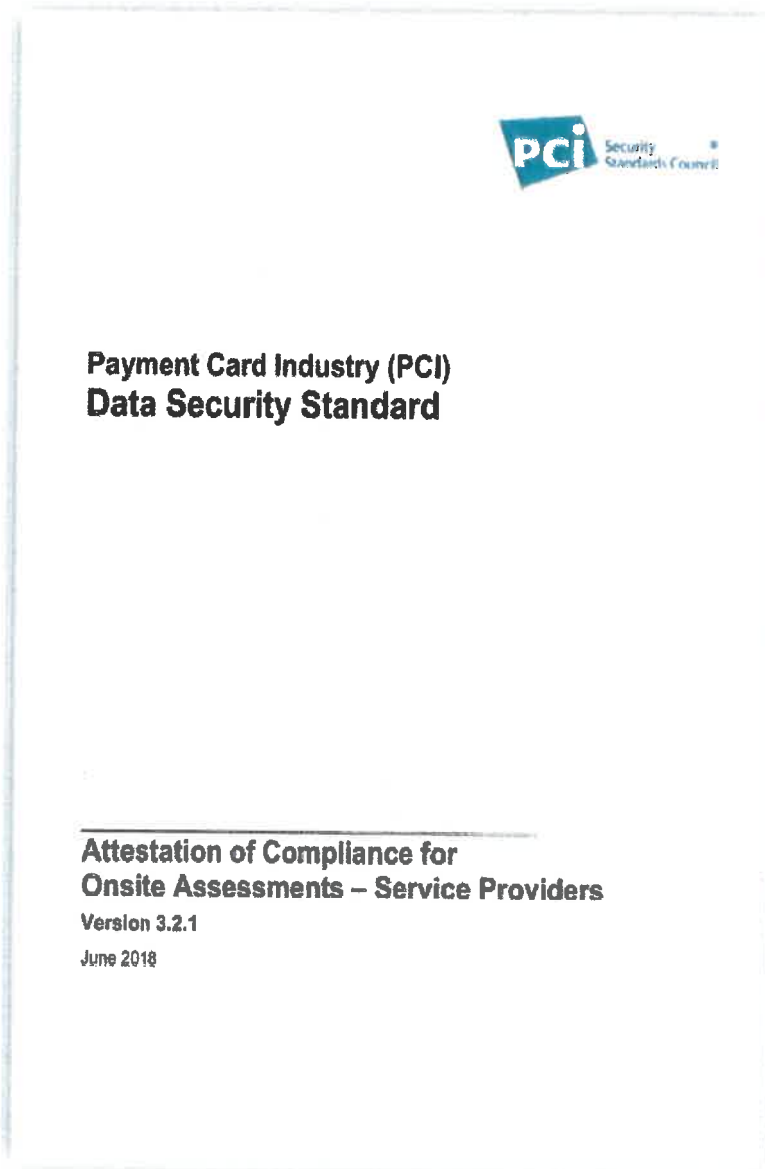 PCI
Security
Standards Council
®
Payment Card Industry (PCI)
Data Security Standard
Attestation of Compliance for
Onsite Assessments – Service Providers
Version 3.2.1
June 2018